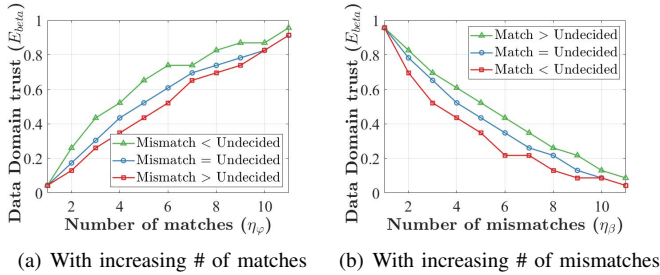 Data Domain trust (E_beta)
1
0.8
0.6
0.4
0.2
0
Mismatch < Undecided
Mismatch = Undecided
Mismatch > Undecided
2 4 6 8 10
Number of matches (η_φ)
(a) With increasing # of matches
Data Domain trust (E_beta)
1
0.8
0.6
0.4
0.2
0
Match > Undecided
Match = Undecided
Match < Undecided
2 4 6 8 10
Number of mismatches (η_β)
(b) With increasing # of mismatches